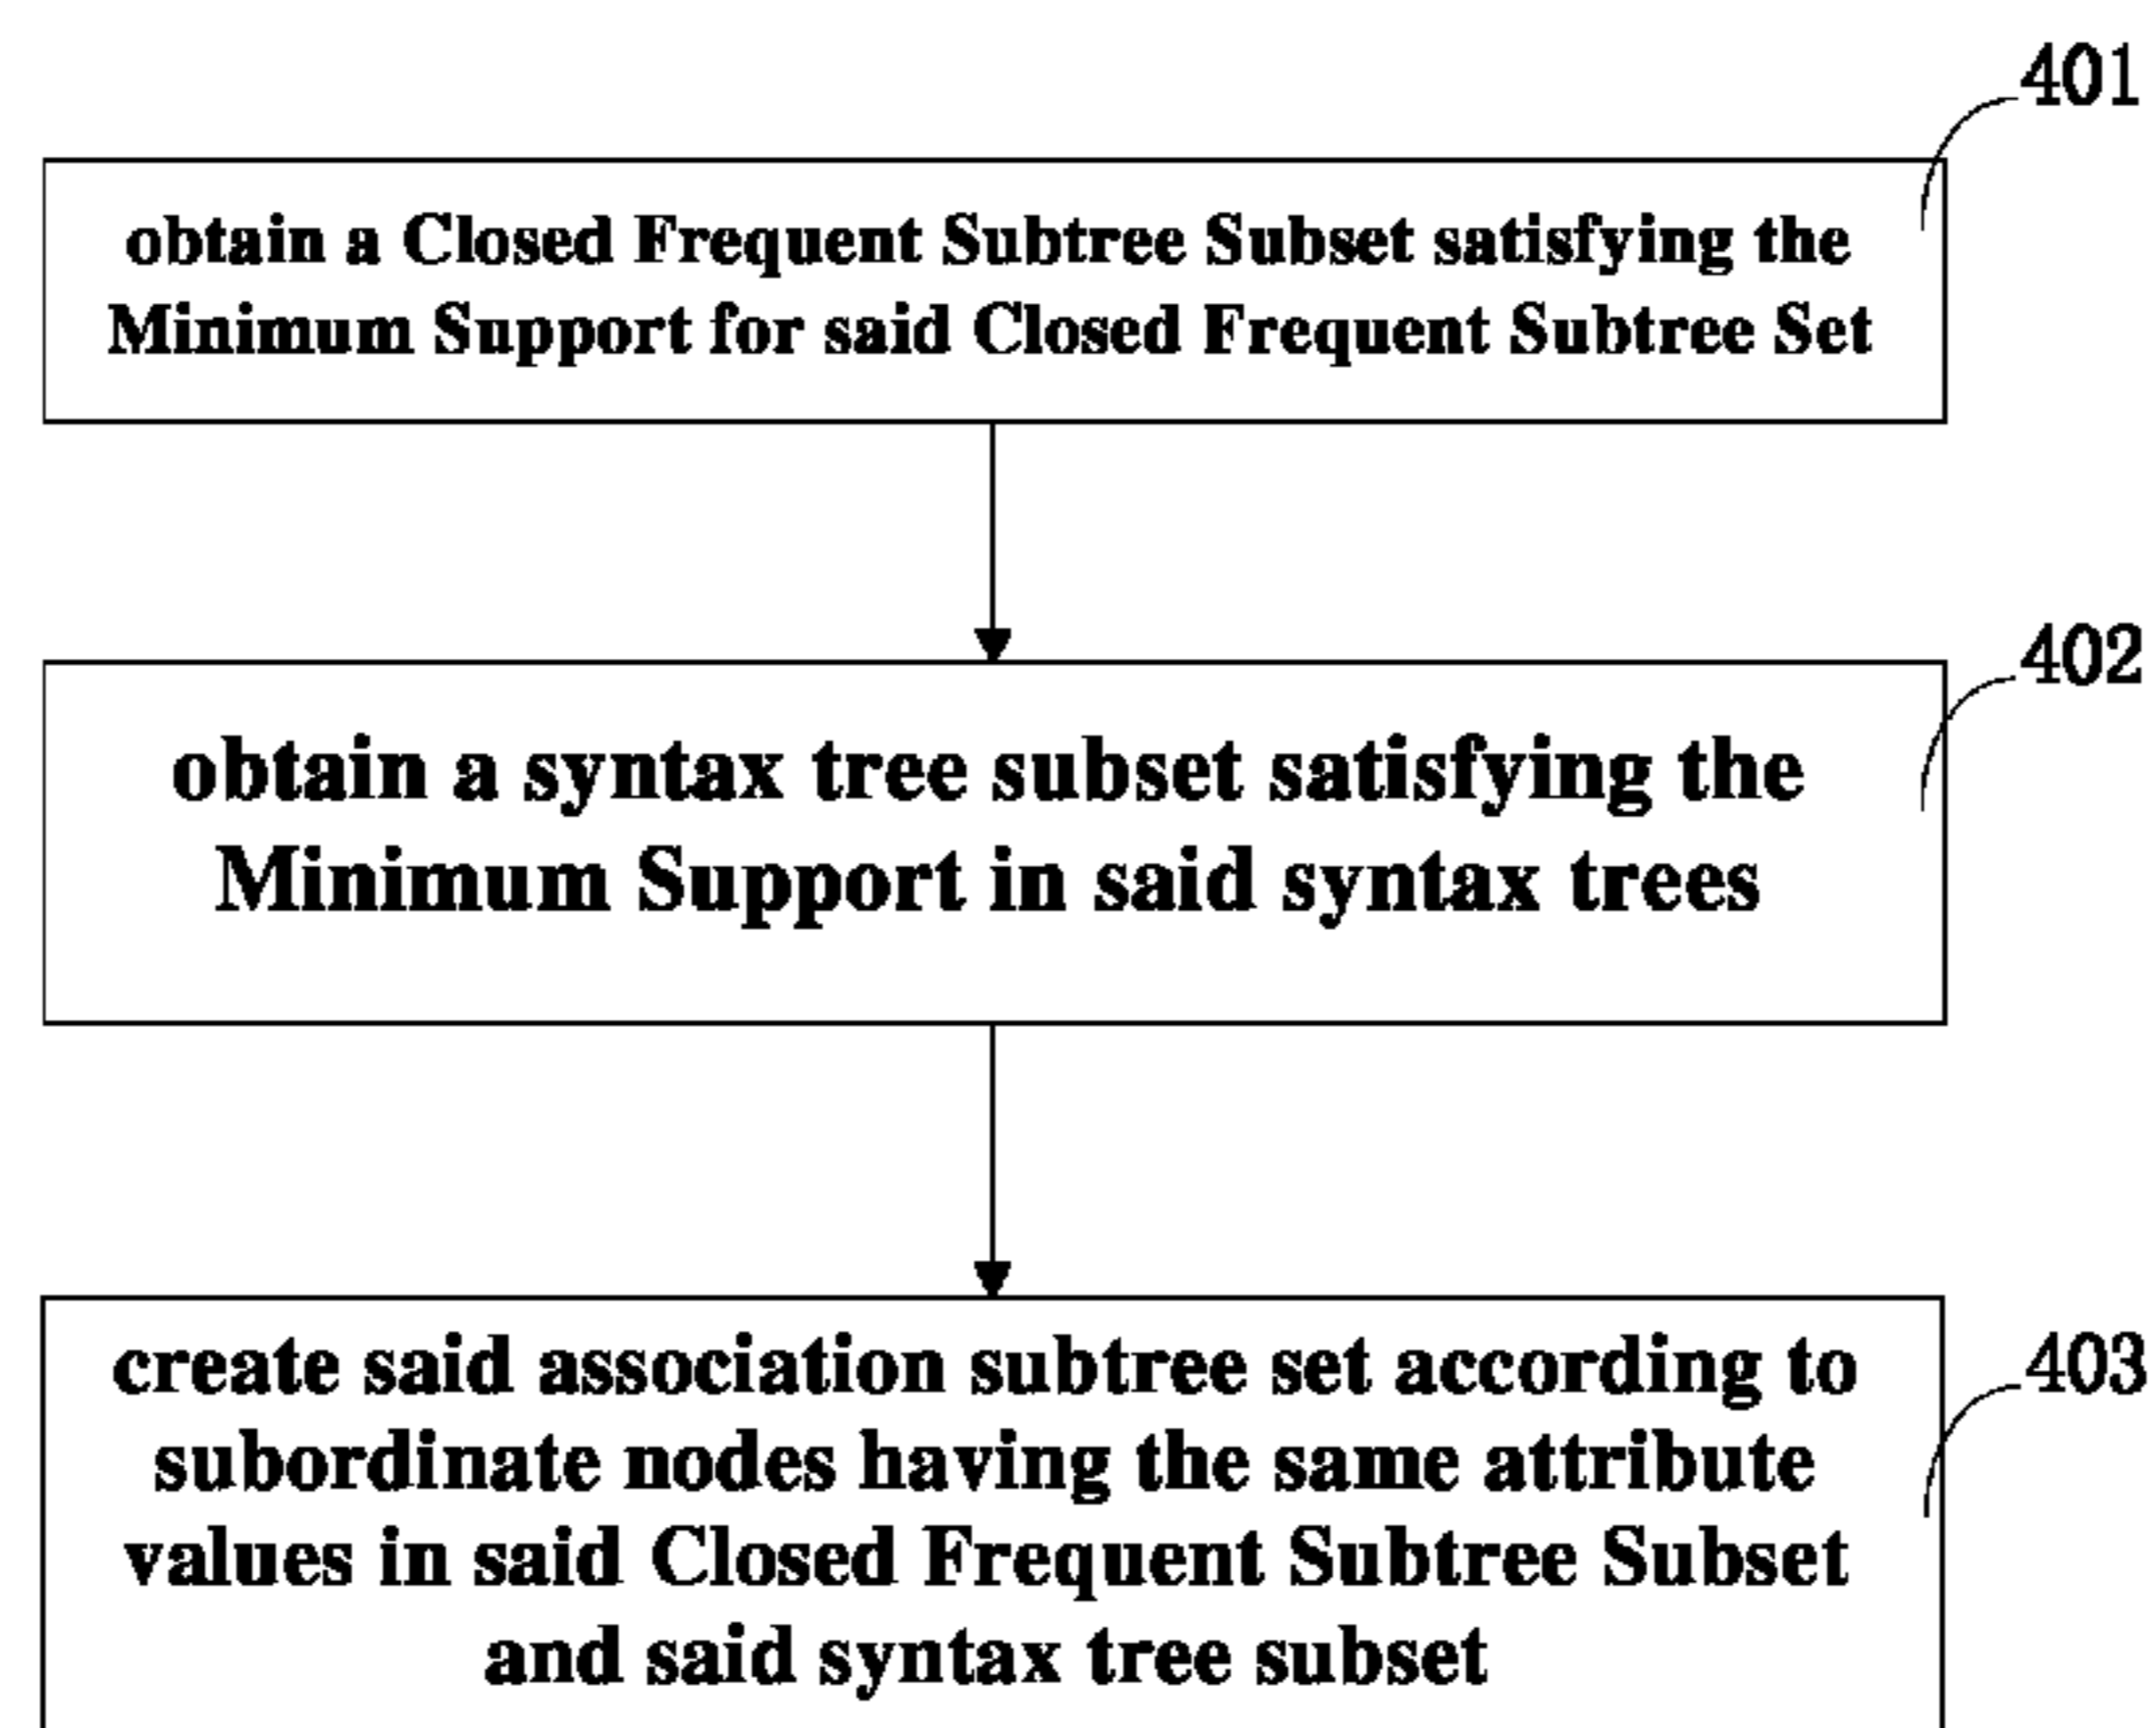 401
obtain a Closed Frequent Subtree Subset satisfying the
Minimum Support for said Closed Frequent Subtree Set
402
obtain a syntax tree subset satisfying the
Minimum Support in said syntax trees
403
create said association subtree set according to
subordinate nodes having the same attribute
values in said Closed Frequent Subtree Subset
and said syntax tree subset